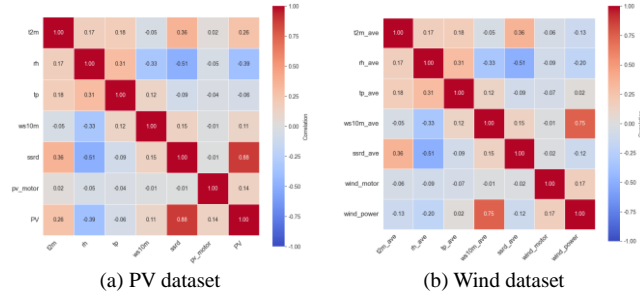 t2m 1.00 0.17 0.18 -0.05 0.36 0.02 0.26
rh 0.17 1.00 0.31 -0.33 -0.51 -0.05 -0.39
tp 0.18 0.31 1.00 0.12 -0.09 -0.04 -0.06
ws10m -0.05 -0.33 0.12 1.00 0.15 -0.01 0.11
ssrd 0.36 -0.51 -0.09 0.15 1.00 -0.01 0.88
pv_motor 0.02 -0.05 -0.04 -0.01 -0.01 1.00 0.14
PV 0.26 -0.39 -0.06 0.11 0.88 0.14 1.00
t2m rh tp ws10m ssrd pv_motor PV
1.00
0.75
0.50
0.25
0.00
-0.25
-0.50
-0.75
-1.00
Correlation
(a) PV dataset
t2m_ave 1.00 0.17 0.18 -0.05 0.36 -0.06 -0.13
rh_ave 0.17 1.00 0.31 -0.33 -0.51 -0.09 -0.20
tp_ave 0.18 0.31 1.00 0.12 -0.09 -0.07 0.02
ws10m_ave -0.05 -0.33 0.12 1.00 0.15 -0.01 0.75
ssrd_ave 0.36 -0.51 -0.09 0.15 1.00 -0.02 -0.12
wind_motor -0.06 -0.09 -0.07 -0.01 -0.02 1.00 0.17
wind_power -0.13 -0.20 0.02 0.75 -0.12 0.17 1.00
t2m_ave rh_ave tp_ave ws10m_ave ssrd_ave wind_motor wind_power
1.00
0.75
0.50
0.25
0.00
-0.25
-0.50
-0.75
-1.00
Correlation
(b) Wind dataset